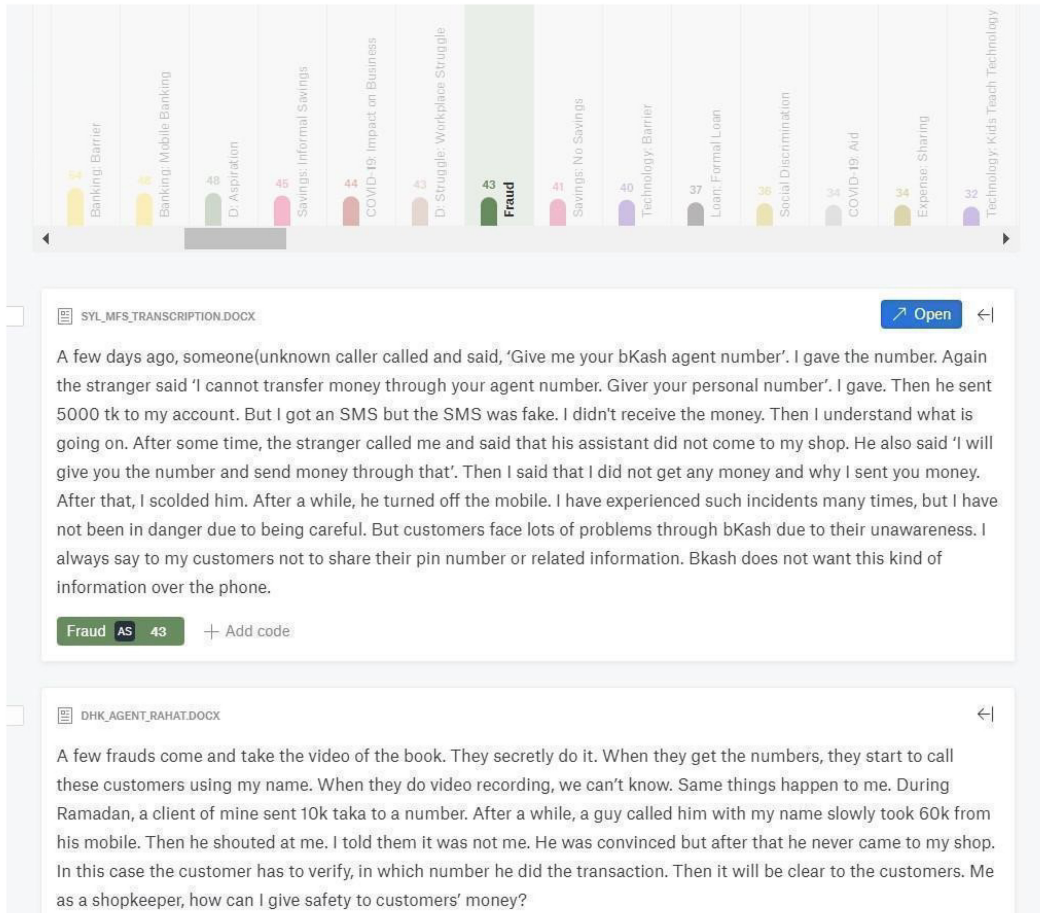 54
Banking: Barrier
48
Banking: Mobile Banking
48
D: Aspiration
45
Savings: Informal Savings
44
COVID-19: Impact on Business
43
D: Struggle: Workplace Struggle
43
Fraud
41
Savings: No Savings
40
Technology: Barrier
37
Loan: Formal Loan
36
Social Discrimination
34
COVID-19: Aid
34
Expense: Sharing
32
Technology: Kids Teach Technology
SYL_MFS_TRANSCRIPTION.DOCX
Open
A few days ago, someone(unknown caller called and said, ‘Give me your bKash agent number’. I gave the number. Again
the stranger said ‘I cannot transfer money through your agent number. Giver your personal number’. I gave. Then he sent
5000 tk to my account. But I got an SMS but the SMS was fake. I didn't receive the money. Then I understand what is
going on. After some time, the stranger called me and said that his assistant did not come to my shop. He also said ‘I will
give you the number and send money through that’. Then I said that I did not get any money and why I sent you money.
After that, I scolded him. After a while, he turned off the mobile. I have experienced such incidents many times, but I have
not been in danger due to being careful. But customers face lots of problems through bKash due to their unawareness. I
always say to my customers not to share their pin number or related information. Bkash does not want this kind of
information over the phone.
Fraud AS 43 + Add code
DHK_AGENT_RAHAT.DOCX
A few frauds come and take the video of the book. They secretly do it. When they get the numbers, they start to call
these customers using my name. When they do video recording, we can’t know. Same things happen to me. During
Ramadan, a client of mine sent 10k taka to a number. After a while, a guy called him with my name slowly took 60k from
his mobile. Then he shouted at me. I told them it was not me. He was convinced but after that he never came to my shop.
In this case the customer has to verify, in which number he did the transaction. Then it will be clear to the customers. Me
as a shopkeeper, how can I give safety to customers’ money?